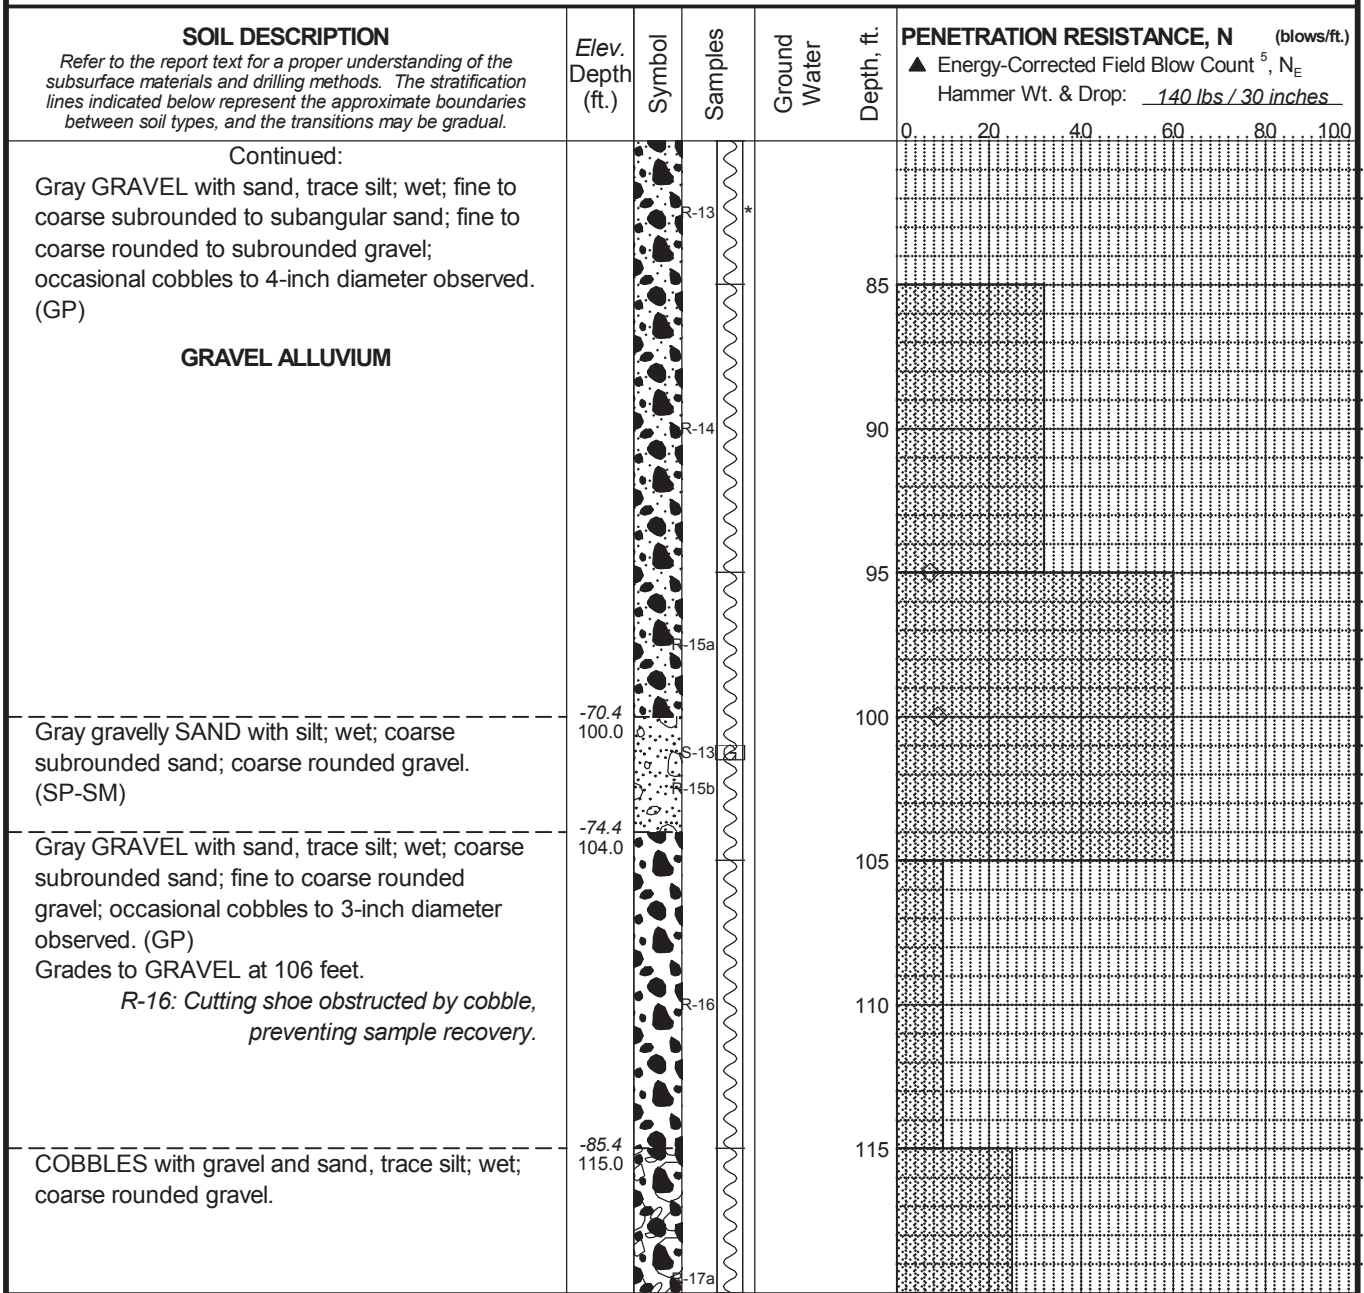 SOIL DESCRIPTION
Refer to the report text for a proper understanding of the
subsurface materials and drilling methods. The stratification
lines indicated below represent the approximate boundaries
between soil types, and the transitions may be gradual.
Elev.
Depth
(ft.)
Symbol
Samples
Ground
Water
Depth, ft.
PENETRATION RESISTANCE, N (blows/ft.)
▲ Energy-Corrected Field Blow Count ⁵, N_E
Hammer Wt. & Drop: 140 lbs / 30 inches
0 20 40 60 80 100
Continued:
Gray GRAVEL with sand, trace silt; wet; fine to
coarse subrounded to subangular sand; fine to
coarse rounded to subrounded gravel;
occasional cobbles to 4-inch diameter observed.
(GP)
GRAVEL ALLUVIUM
R-13 *
85
R-14
90
95
R-15a
-70.4
100.0
100
Gray gravelly SAND with silt; wet; coarse
subrounded sand; coarse rounded gravel.
(SP-SM)
S-13
R-15b
-74.4
104.0
Gray GRAVEL with sand, trace silt; wet; coarse
subrounded sand; fine to coarse rounded
gravel; occasional cobbles to 3-inch diameter
observed. (GP)
Grades to GRAVEL at 106 feet.
R-16: Cutting shoe obstructed by cobble,
preventing sample recovery.
105
R-16
110
-85.4
115.0
115
COBBLES with gravel and sand, trace silt; wet;
coarse rounded gravel.
R-17a